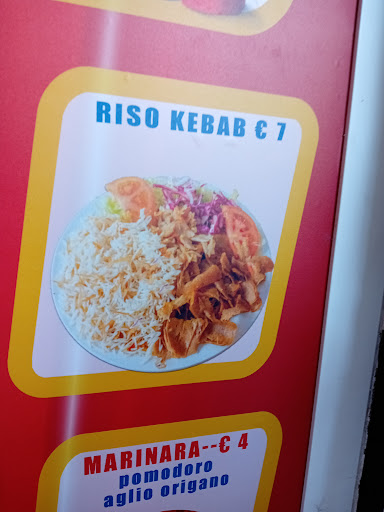 RISO KEBAB € 7
MARINARA--€ 4
pomodoro
aglio origano